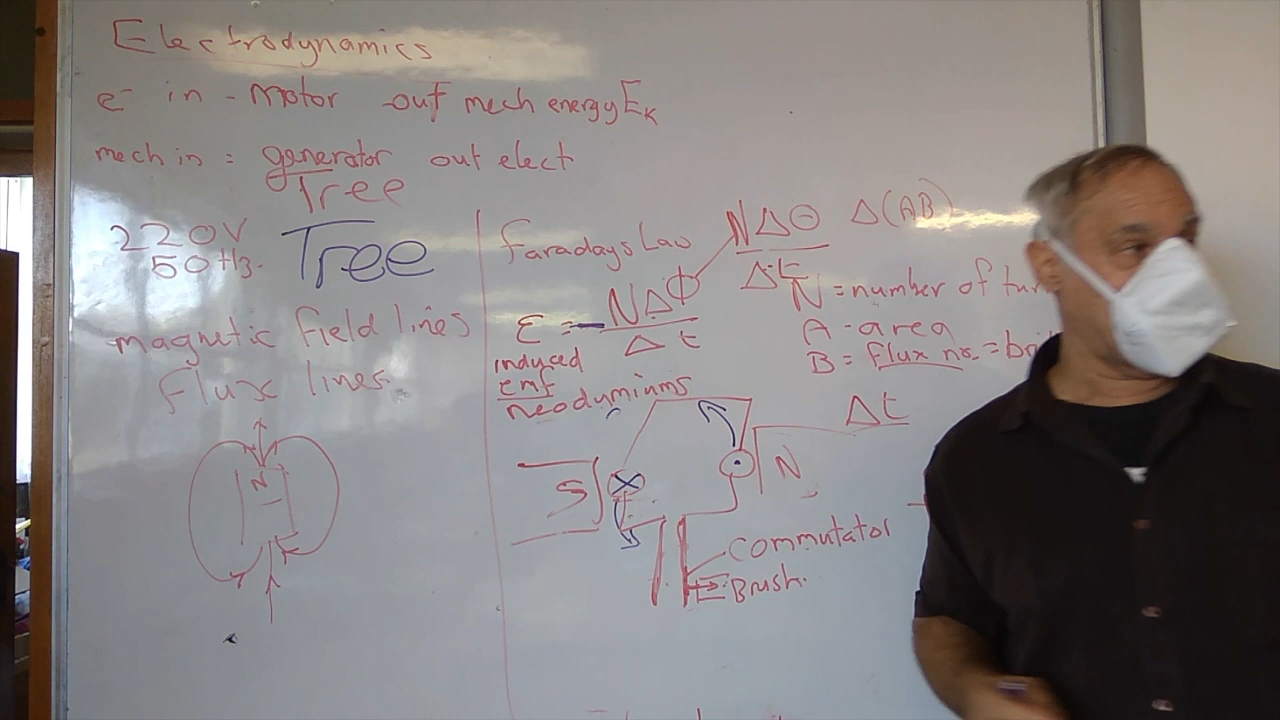 Electrodynamics
e⁻ in - motor - out mech energy Eₖ
mech in = generator out elect
Tree
220V
50Hz.
Tree
magnetic field lines
flux lines.
N
Faradays Law
NΔΘ
Δt
Δ(AB)
ε = -NΔΦ
Δt
induced
emf
neodymiums
N = number of
A - area
B = flux no. =
Δt
S
N
Commutator
Brush.